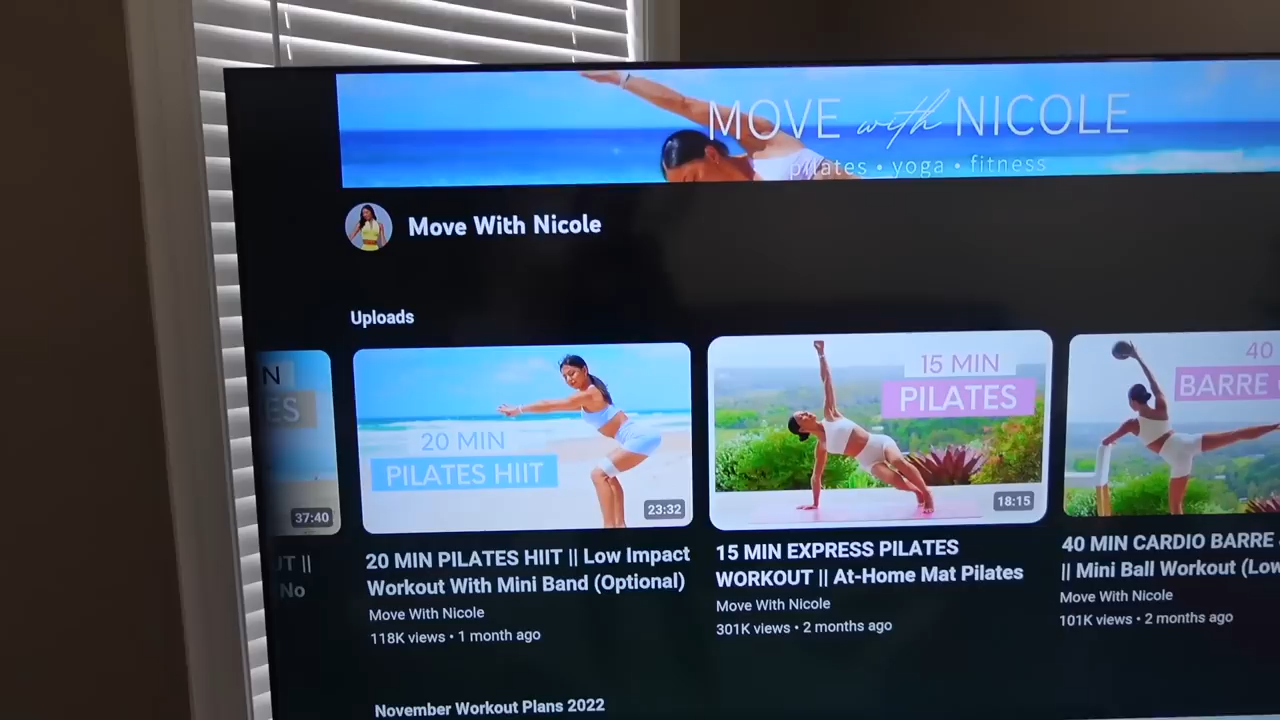 MOVE with NICOLE
pilates • yoga • fitness
Move With Nicole
Uploads
N
ES
37:40
20 MIN
PILATES HIIT
23:32
15 MIN
PILATES
18:15
40
BARRE
UT ||
No
20 MIN PILATES HIIT || Low Impact
Workout With Mini Band (Optional)
Move With Nicole
118K views • 1 month ago
15 MIN EXPRESS PILATES
WORKOUT || At-Home Mat Pilates
Move With Nicole
301K views • 2 months ago
40 MIN CARDIO BARRE
|| Mini Ball Workout (Low
Move With Nicole
101K views • 2 months ago
November Workout Plans 2022